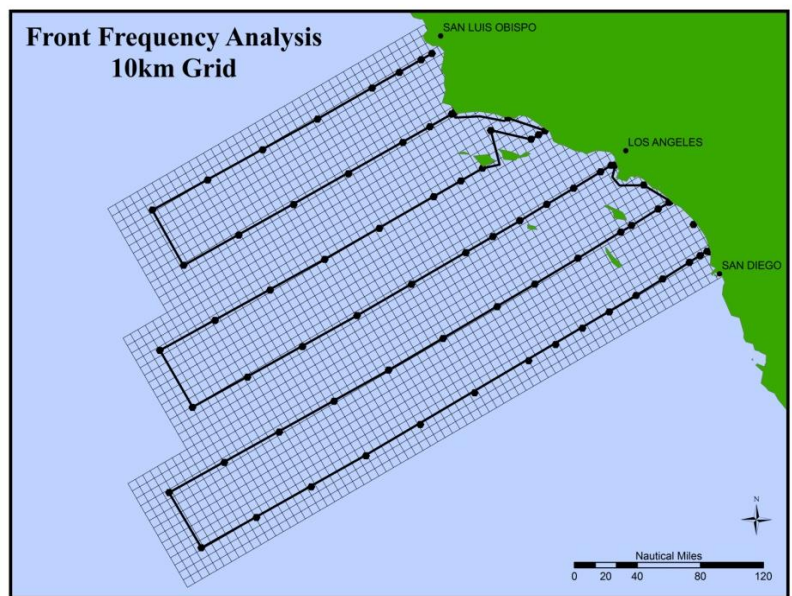 Front Frequency Analysis
10km Grid
SAN LUIS OBISPO
LOS ANGELES
SAN DIEGO
N
Nautical Miles
0 20 40 80 120